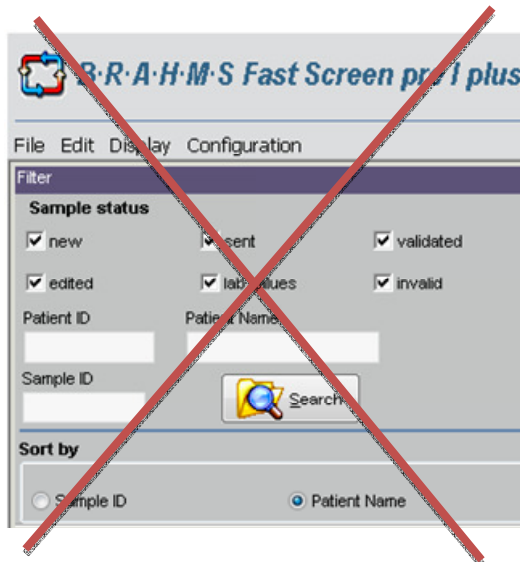 B·R·A·H·M·S Fast Screen pre I plus
File Edit Display Configuration
Filter
Sample status
new sent validated
edited lab values invalid
Patient ID Patient Name
Sample ID
Search
Sort by
Sample ID Patient Name